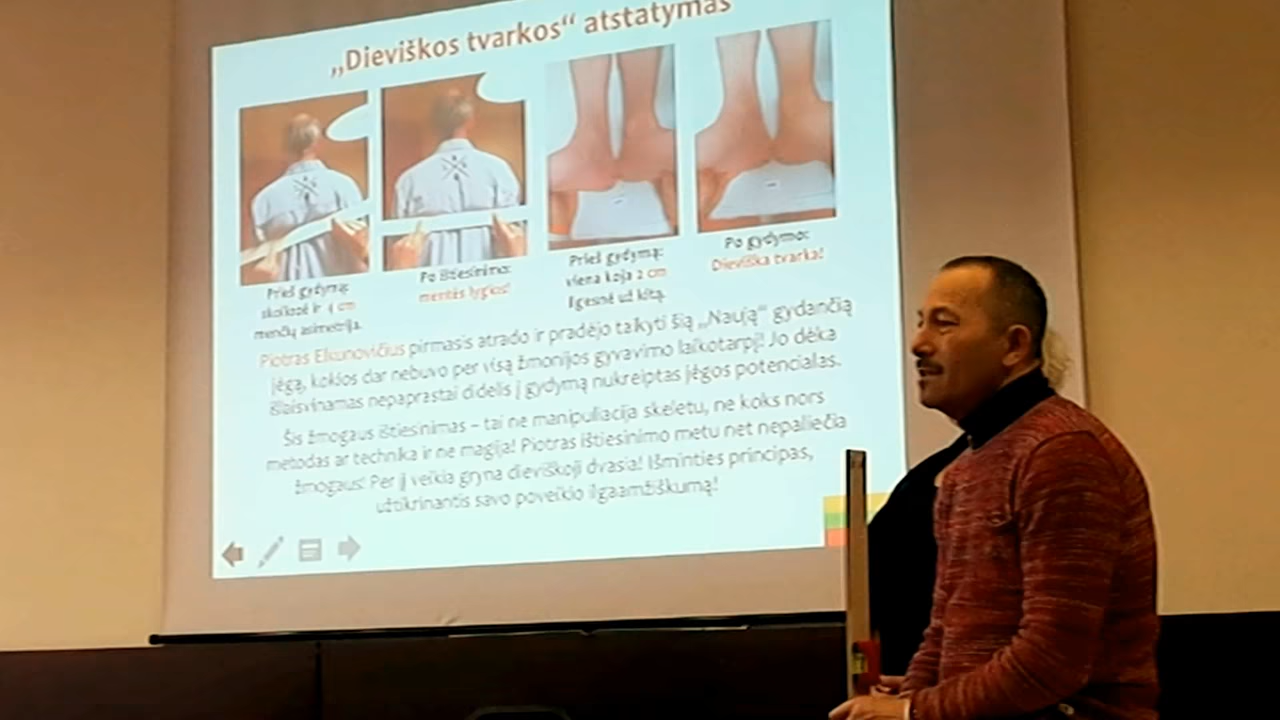 „Dieviškos tvarkos“ atstatymas
Prieš gydymą:
skoliozė ir 4 cm
menčių asimetrija.
Po ištiesinimo:
mentės lygios!
Prieš gydymą:
viena koja 2 cm
ilgesnė už kitą.
Po gydymo:
Dieviška tvarka!
Piotras Elkunovičius pirmasis atrado ir pradėjo taikyti šią „Naują“ gydančią
jėgą, kokios dar nebuvo per visą žmonijos gyvavimo laikotarpį! Jo dėka
išlaisvinamas nepaprastai didelis į gydymą nukreiptas jėgos potencialas.
Šis žmogaus ištiesinimas – tai ne manipuliacija skeletu, ne koks nors
metodas ar technika ir ne magija! Piotras ištiesinimo metu net nepaliečia
žmogaus! Per jį veikia gryna dieviškoji dvasia! Išminties principas,
užtikrinantis savo poveikio ilgaamžiškumą!